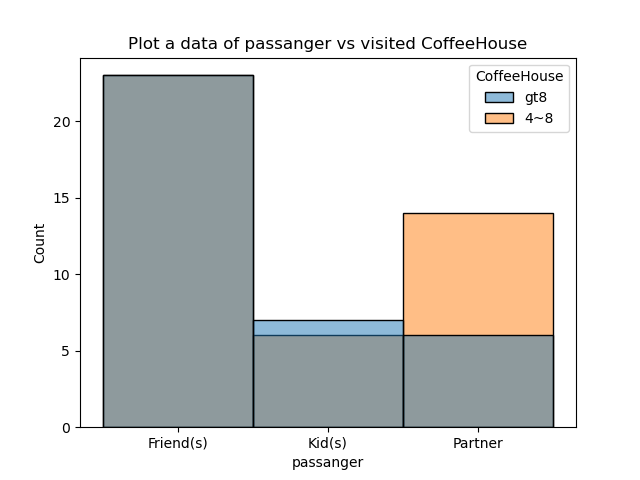 Plot a data of passanger vs visited CoffeeHouse
CoffeeHouse
gt8
4~8
Count
20
15
10
5
0
Friend(s) Kid(s) Partner
passanger